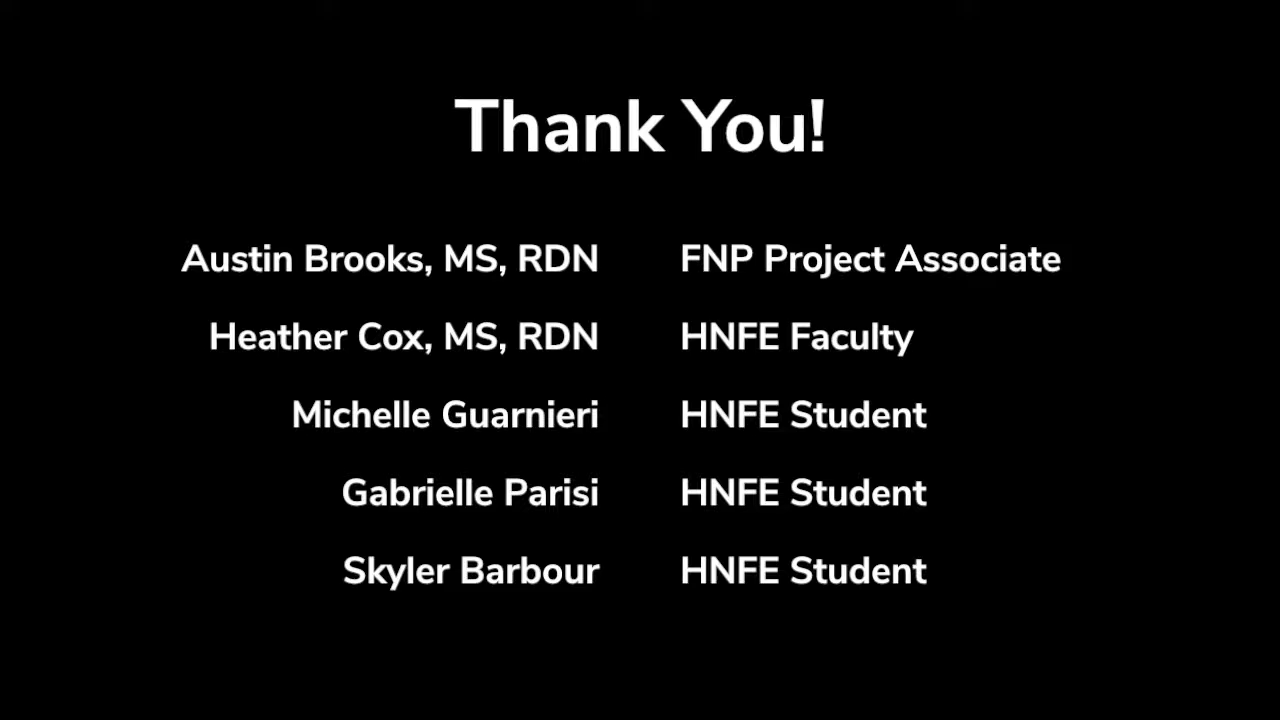 Thank You!
Austin Brooks, MS, RDN FNP Project Associate
Heather Cox, MS, RDN HNFE Faculty
Michelle Guarnieri HNFE Student
Gabrielle Parisi HNFE Student
Skyler Barbour HNFE Student